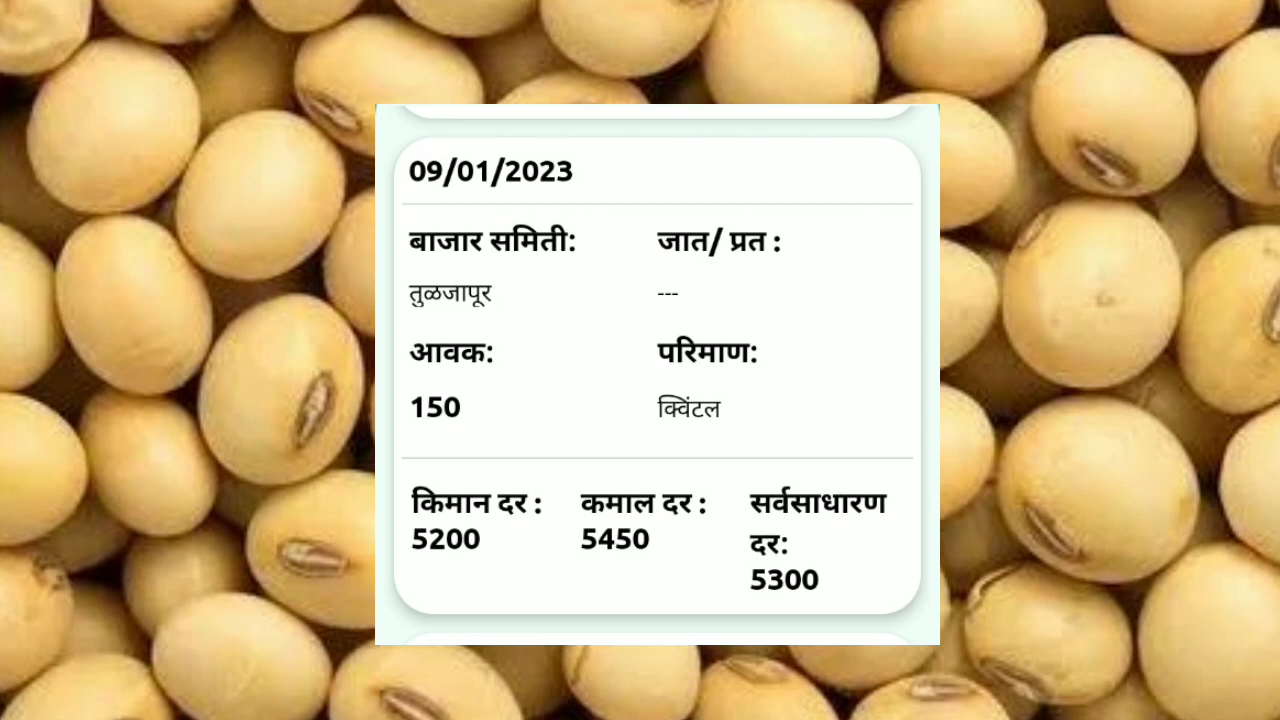 09/01/2023
बाजार समिती: जात/ प्रत :
तुळजापूर ---
आवक: परिमाण:
150 क्विंटल
किमान दर : कमाल दर : सर्वसाधारण
दर:
5200 5450
5300